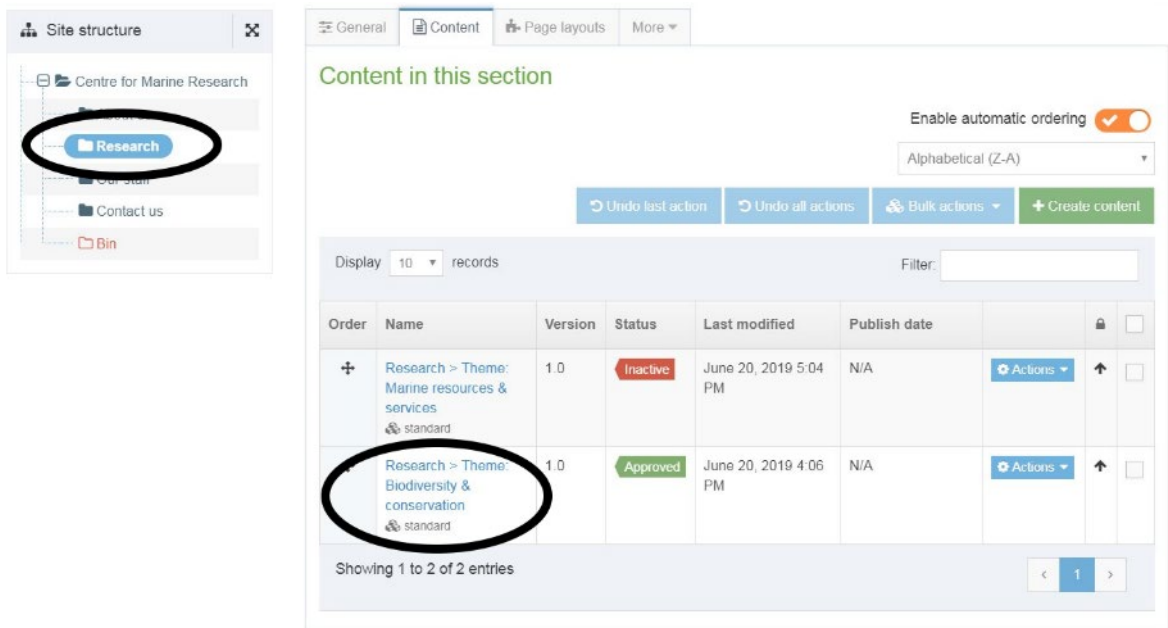 Site structure
Centre for Marine Research
Research
Our staff
Contact us
Bin
General Content Page layouts More
Content in this section
Enable automatic ordering
Alphabetical (Z-A)
Undo last action Undo all actions Bulk actions + Create content
Display 10 records Filter:
Order Name Version Status Last modified Publish date
Research > Theme: 1.0 Inactive June 20, 2019 5:04 N/A Actions
Marine resources & PM
services
standard
Research > Theme: 1.0 Approved June 20, 2019 4:06 N/A Actions
Biodiversity & PM
conservation
standard
Showing 1 to 2 of 2 entries
< 1 >